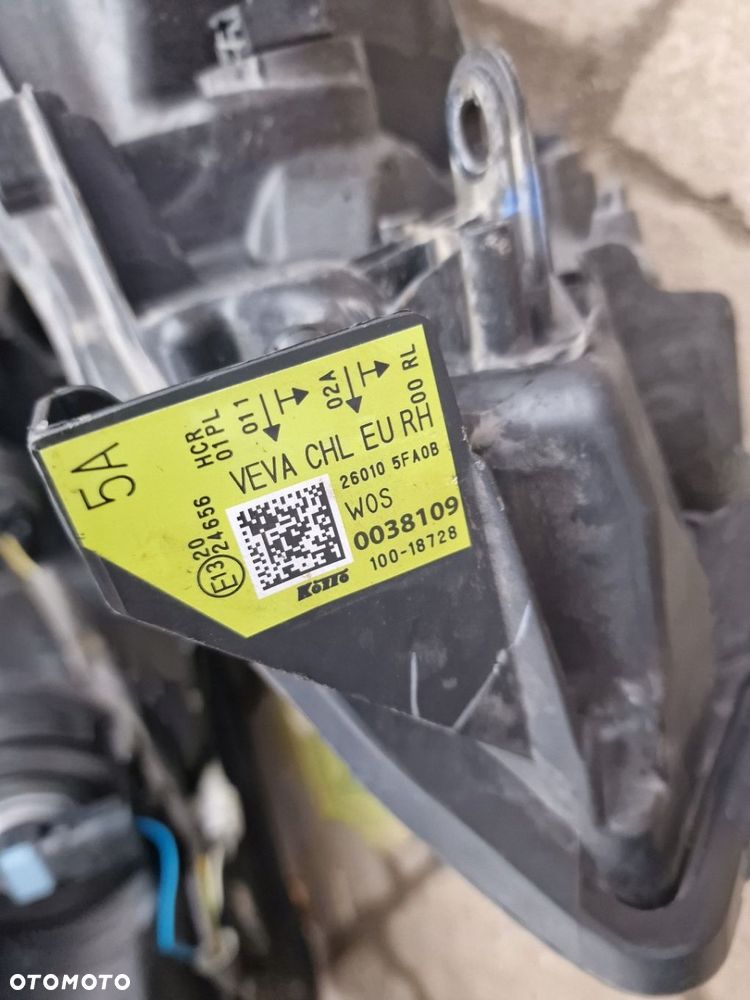 5A
HCR
01PL
011
02A
00 RL
VEVA CHL EU RH
26010 5FA0B
E13 20
24656
WOS
0038109
100-18728
KOITO
OTOMOTO